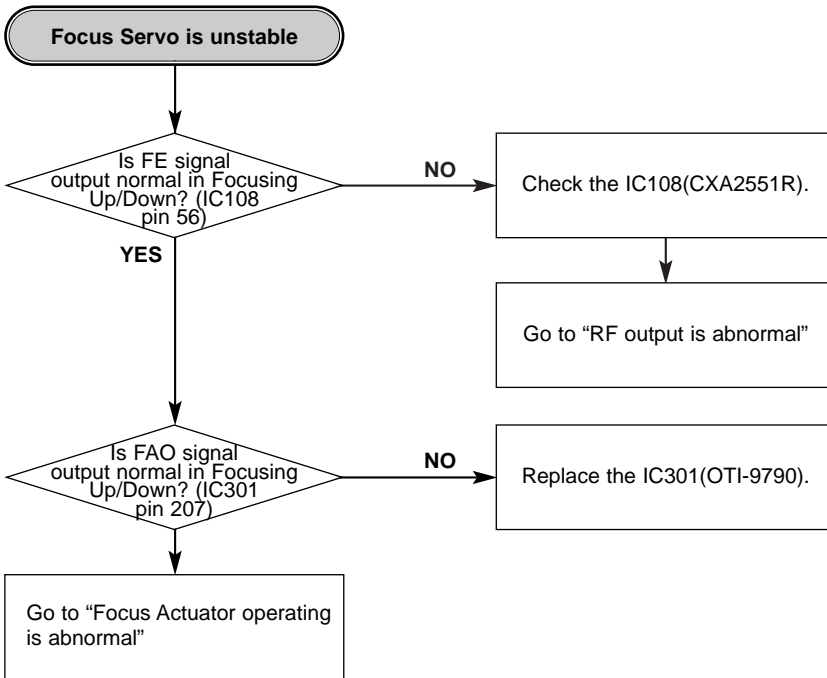 Focus Servo is unstable
Is FE signal
output normal in Focusing
Up/Down? (IC108
pin 56)
NO
Check the IC108(CXA2551R).
YES
Go to “RF output is abnormal”
Is FAO signal
output normal in Focusing
Up/Down? (IC301
pin 207)
NO
Replace the IC301(OTI-9790).
Go to “Focus Actuator operating
is abnormal”